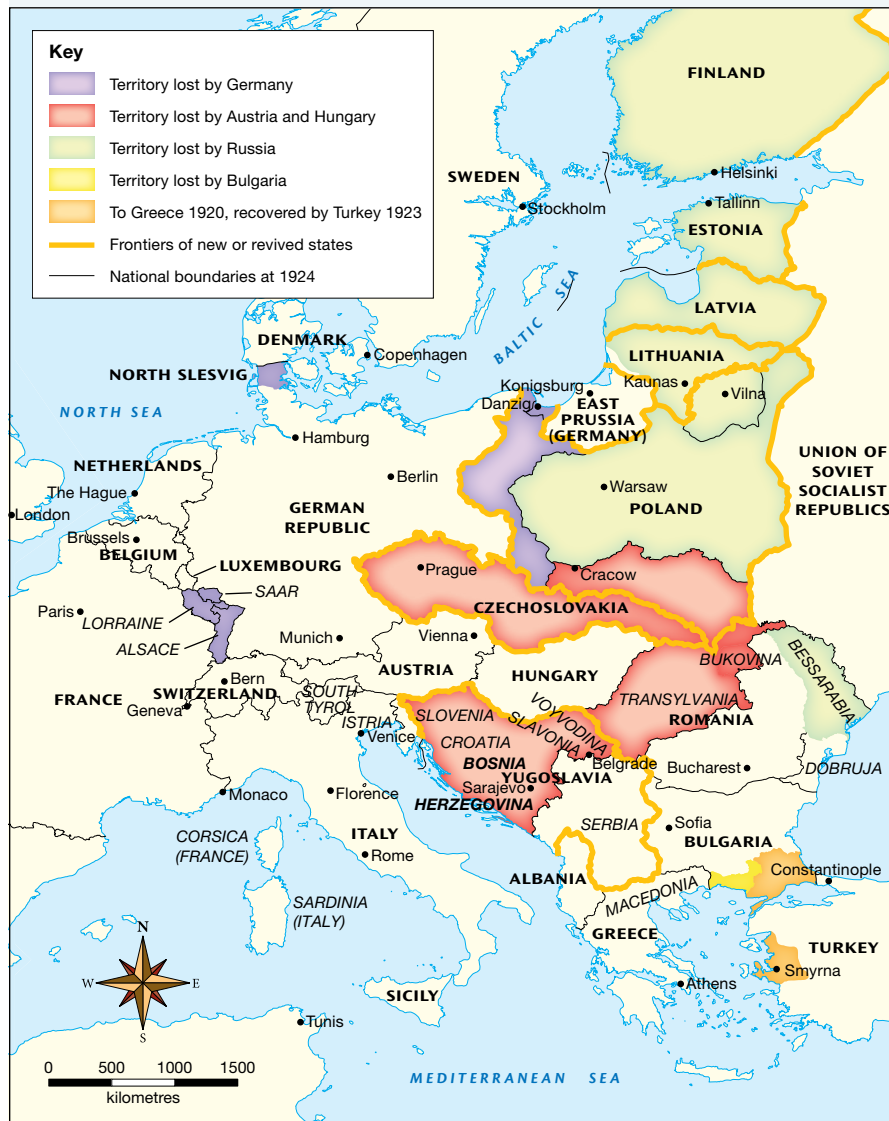 Key
Territory lost by Germany
Territory lost by Austria and Hungary
Territory lost by Russia
Territory lost by Bulgaria
To Greece 1920, recovered by Turkey 1923
Frontiers of new or revived states
National boundaries at 1924
FINLAND
Helsinki
SWEDEN
Stockholm
Tallinn
ESTONIA
BALTIC SEA
LATVIA
DENMARK
Copenhagen
LITHUANIA
NORTH SLESVIG
Kaunas
Vilna
Konigsburg
Danzig
EAST
PRUSSIA
(GERMANY)
NORTH SEA
Hamburg
UNION OF
SOVIET
SOCIALIST
REPUBLICS
NETHERLANDS
The Hague
Berlin
Warsaw
POLAND
London
GERMAN
REPUBLIC
Brussels
BELGIUM
LUXEMBOURG
Prague
Cracow
SAAR
Paris
LORRAINE
CZECHOSLOVAKIA
ALSACE
Munich
Vienna
AUSTRIA
HUNGARY
BUKOVINA
BESSARABIA
Bern
FRANCE
SWITZERLAND
Geneva
SOUTH
TYROL
TRANSYLVANIA
ROMANIA
ISTRIA
Venice
SLOVENIA
VOYVODINA
SLAVONIA
CROATIA
BOSNIA
Belgrade
YUGOSLAVIA
Bucharest
DOBRUJA
Sarajevo
HERZEGOVINA
Monaco
Florence
SERBIA
Sofia
BULGARIA
CORSICA
(FRANCE)
ITALY
Rome
ALBANIA
MACEDONIA
Constantinople
SARDINIA
(ITALY)
GREECE
TURKEY
Smyrna
Athens
SICILY
Tunis
N
W
E
S
0 500 1000 1500
kilometres
MEDITERRANEAN SEA